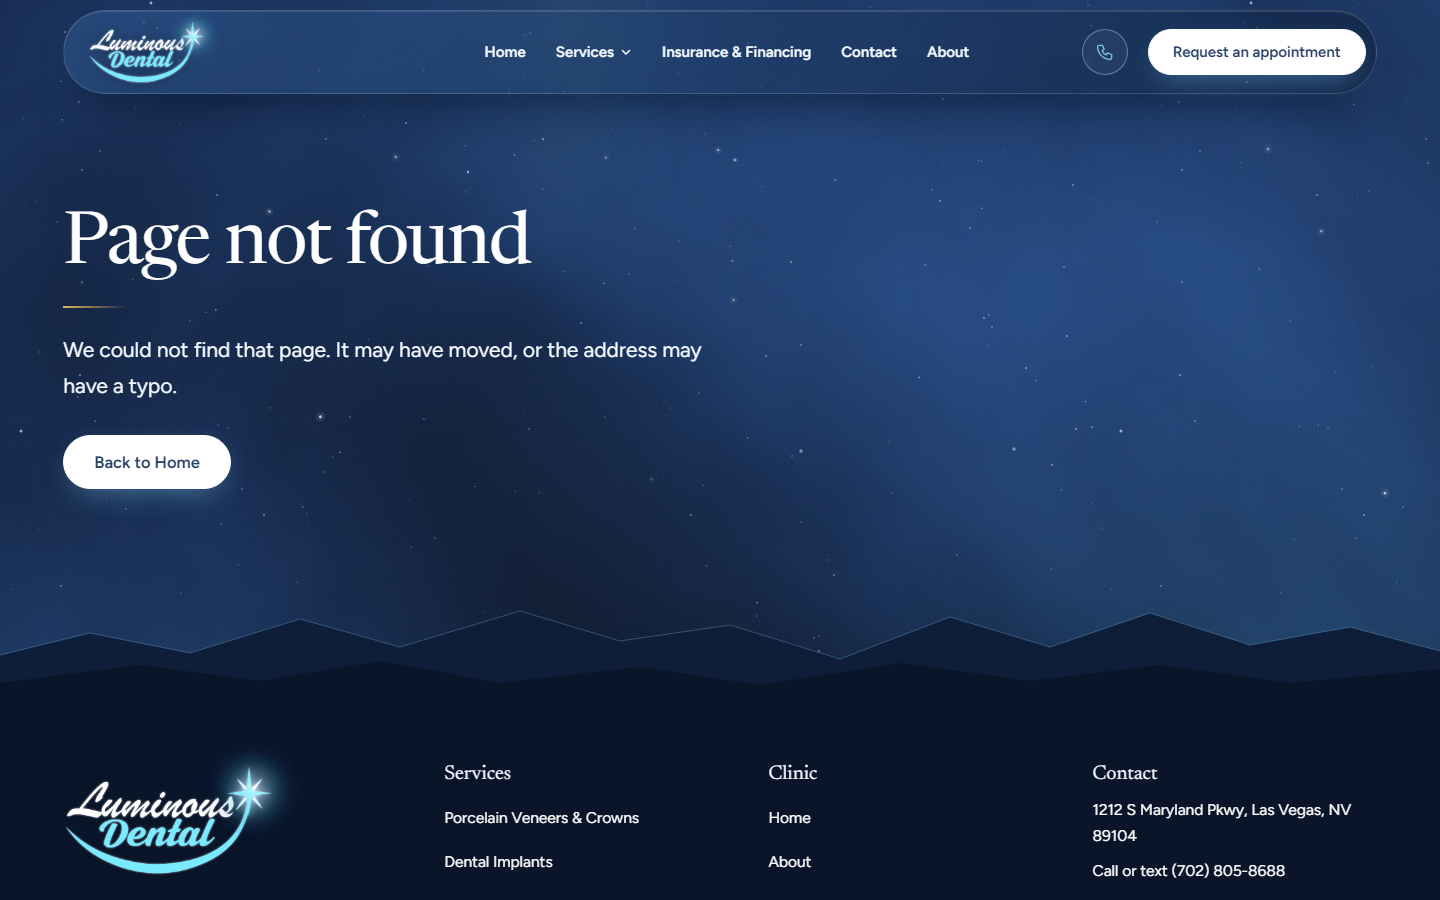 Luminous
Dental
Home
Services
Insurance & Financing
Contact
About
Request an appointment
Page not found
We could not find that page. It may have moved, or the address may
have a typo.
Back to Home
Luminous
Dental
Services
Porcelain Veneers & Crowns
Dental Implants
Clinic
Home
About
Contact
1212 S Maryland Pkwy, Las Vegas, NV
89104
Call or text (702) 805-8688